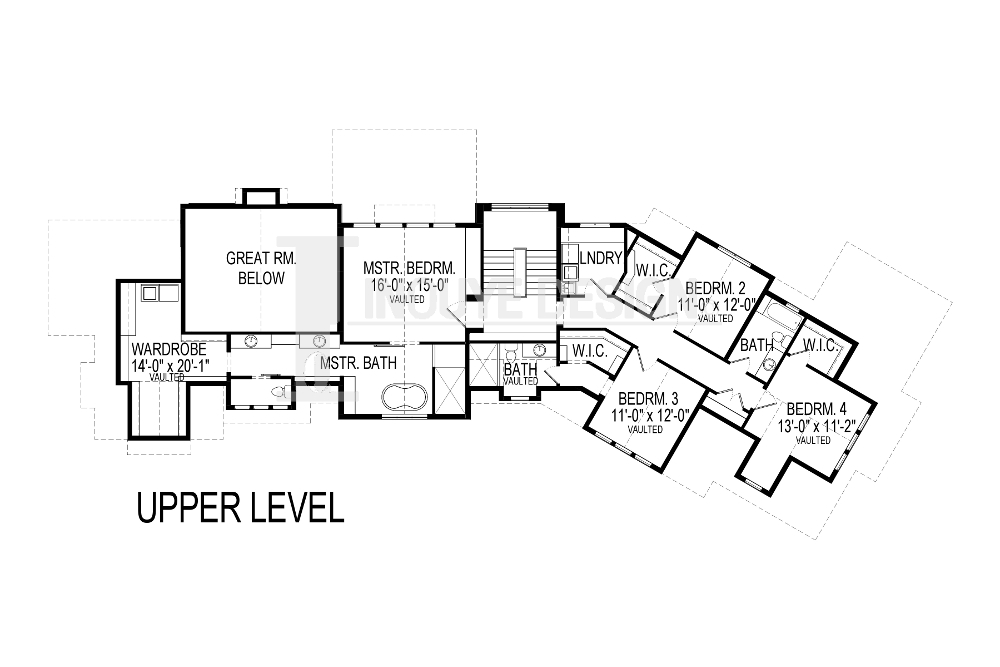 GREAT RM.
BELOW
MSTR. BEDRM.
16'-0" x 15'-0"
VAULTED
LNDRY
W.I.C.
BEDRM. 2
11'-0" x 12'-0"
VAULTED
INOUYE DESIGN
WARDROBE
14'-0" x 20'-1"
VAULTED
MSTR. BATH
BATH
VAULTED
W.I.C.
BATH
W.I.C.
BEDRM. 3
11'-0" x 12'-0"
VAULTED
BEDRM. 4
13'-0" x 11'-2"
VAULTED
UPPER LEVEL